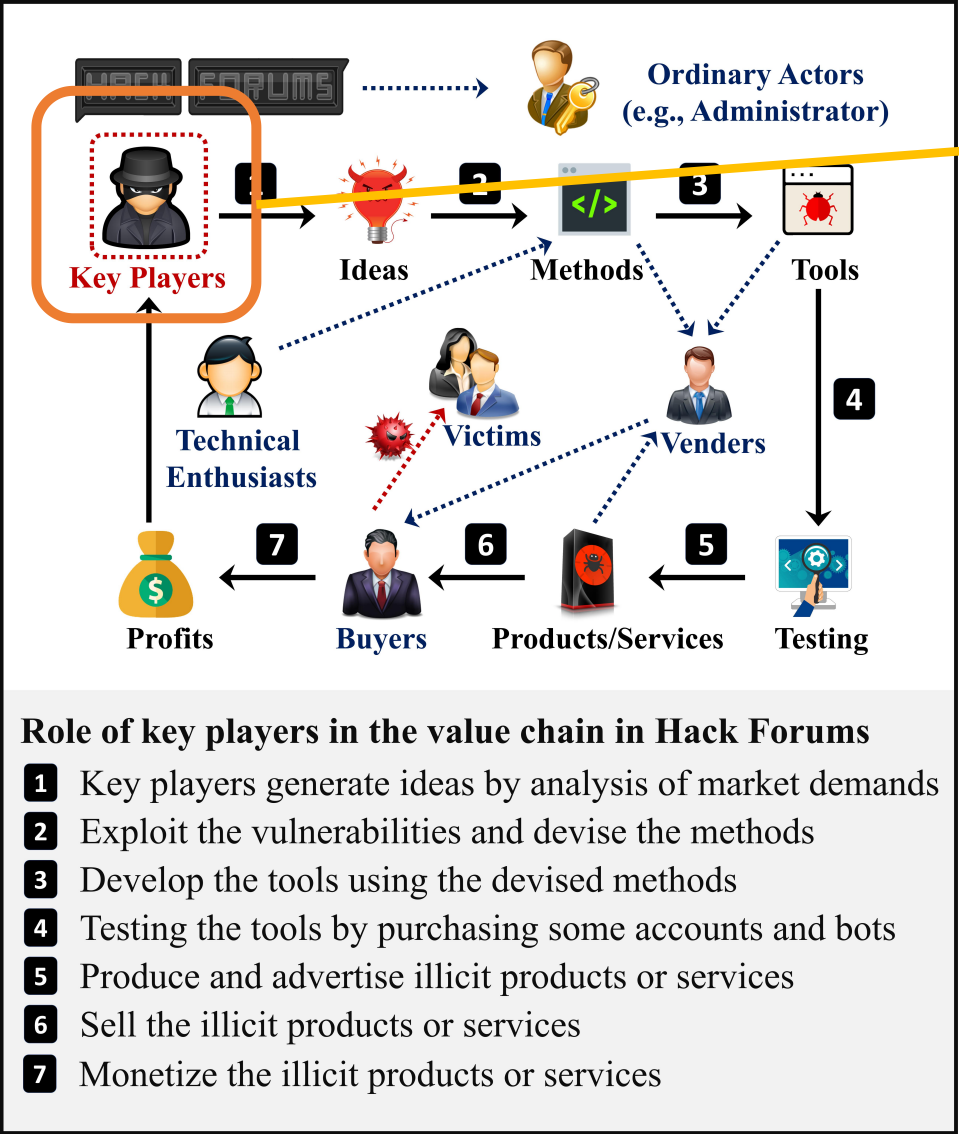 HACK FORUMS
Ordinary Actors
(e.g., Administrator)
1
2
3
</>
Key Players
Ideas
Methods
Tools
4
Technical
Enthusiasts
Victims
Venders
7
6
5
$
< >
Profits
Buyers
Products/Services
Testing
Role of key players in the value chain in Hack Forums
1 Key players generate ideas by analysis of market demands
2 Exploit the vulnerabilities and devise the methods
3 Develop the tools using the devised methods
4 Testing the tools by purchasing some accounts and bots
5 Produce and advertise illicit products or services
6 Sell the illicit products or services
7 Monetize the illicit products or services